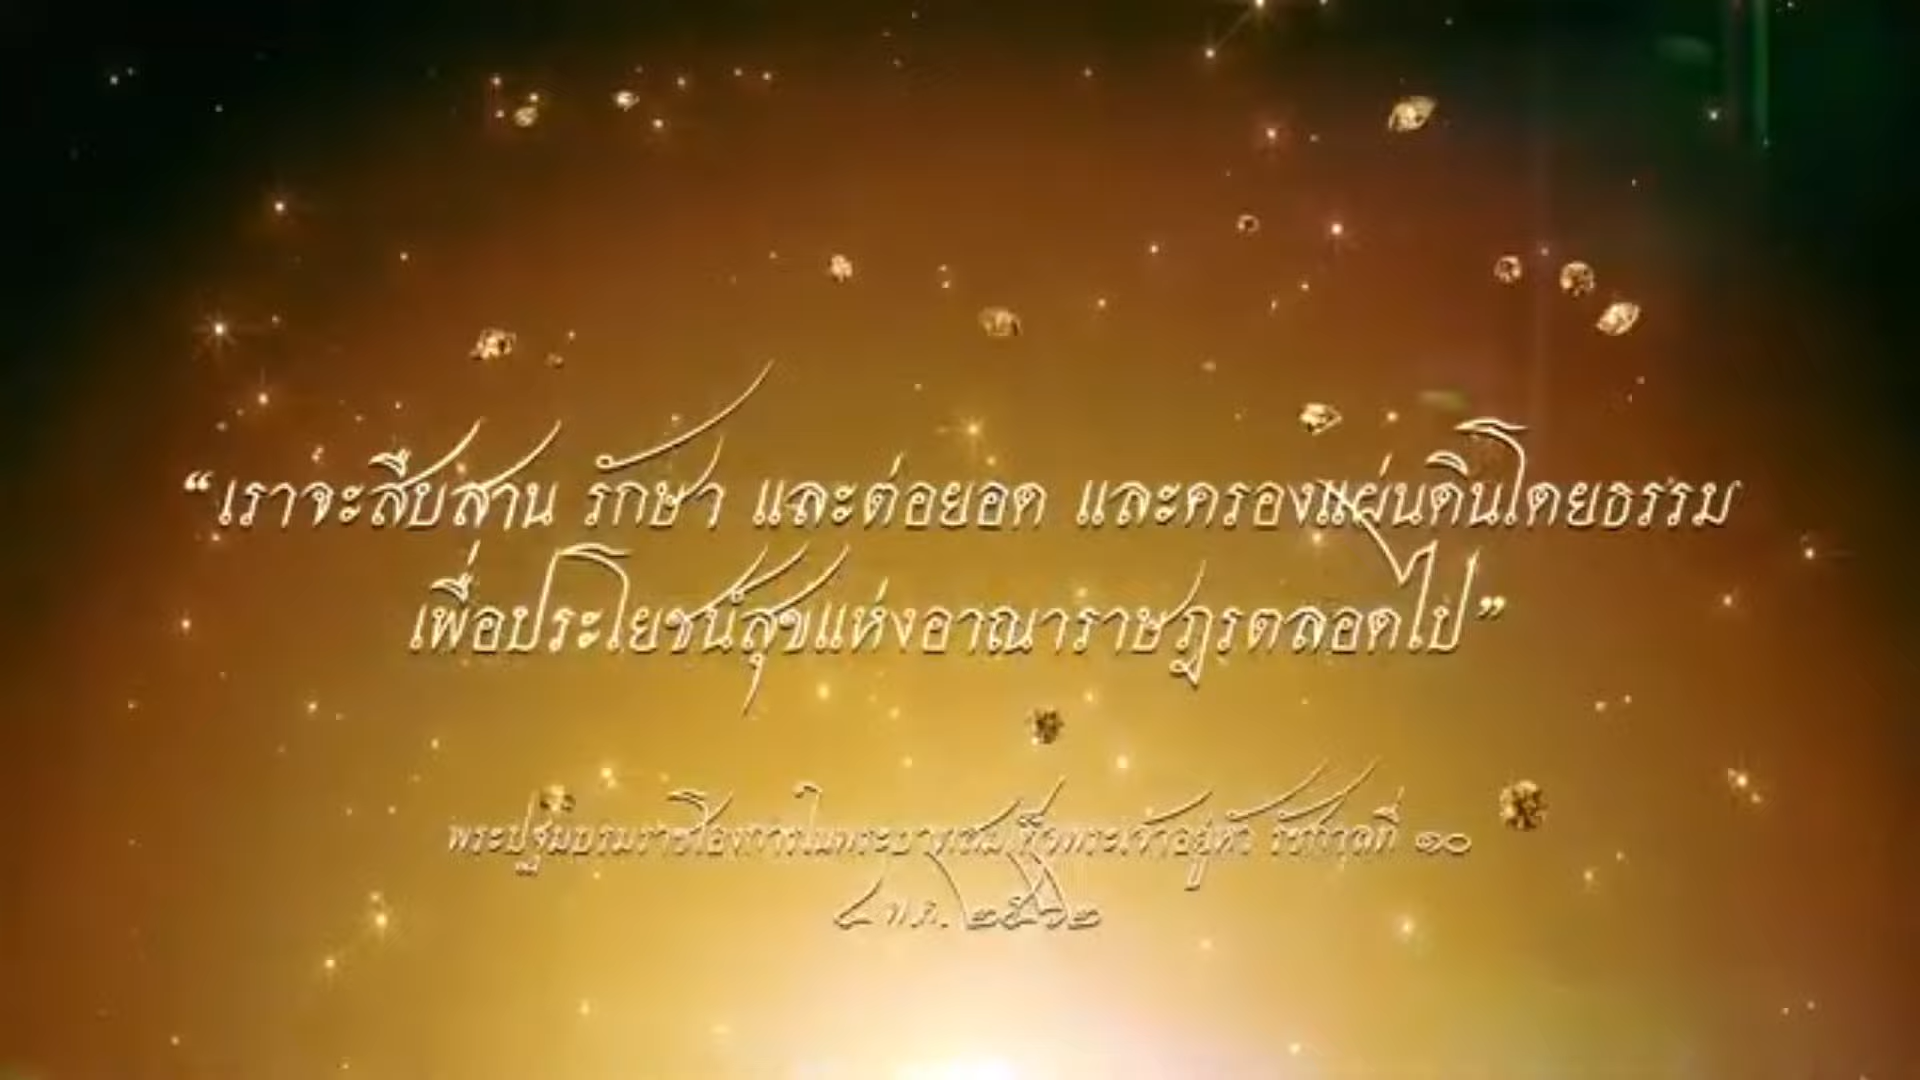 “เราจะสืบสาน รักษา และต่อยอด และครองแผ่นดินโดยธรรม
เพื่อประโยชน์สุขแห่งอาณาราษฎรตลอดไป”
พระปฐมบรมราชโองการในพระบาทสมเด็จพระเจ้าอยู่หัว รัชกาลที่ ๑๐
๔ พ.ค. ๒๕๖๒